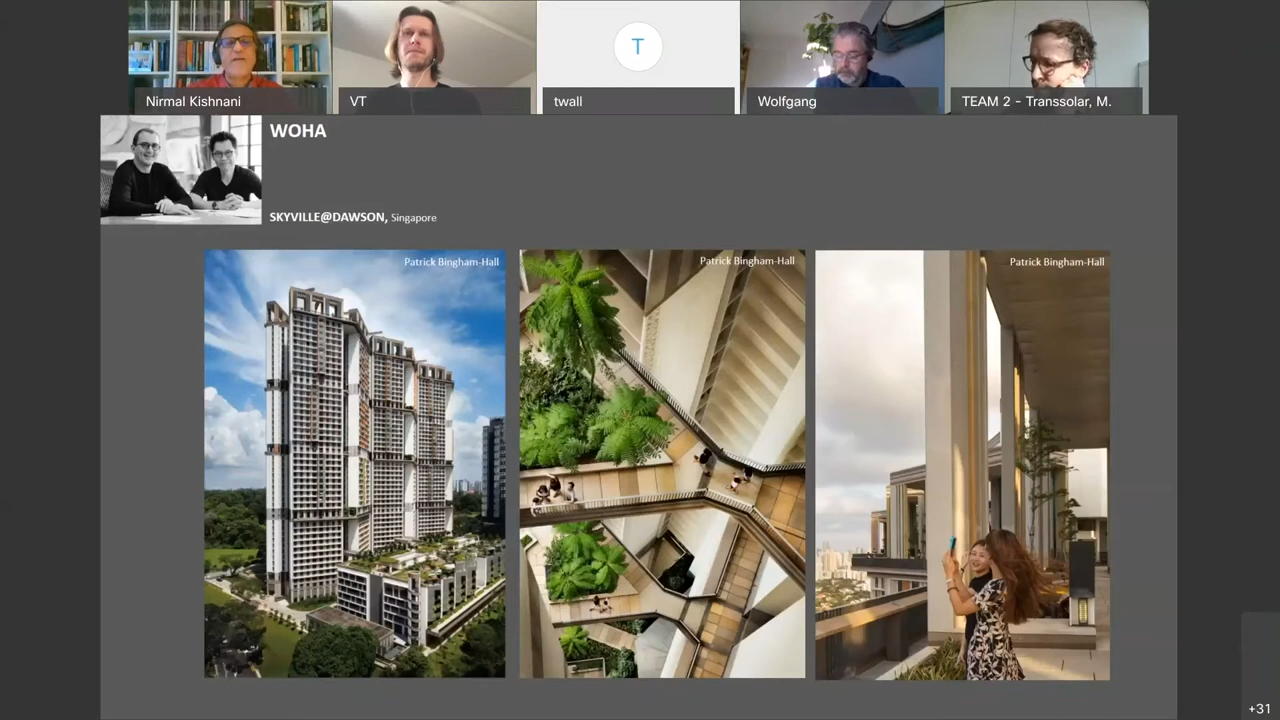 T
Nirmal Kishnani
VT
twall
Wolfgang
TEAM 2 - Transsolar, M.
WOHA
SKYVILLE@DAWSON, Singapore
Patrick Bingham-Hall
Patrick Bingham-Hall
Patrick Bingham-Hall
+31